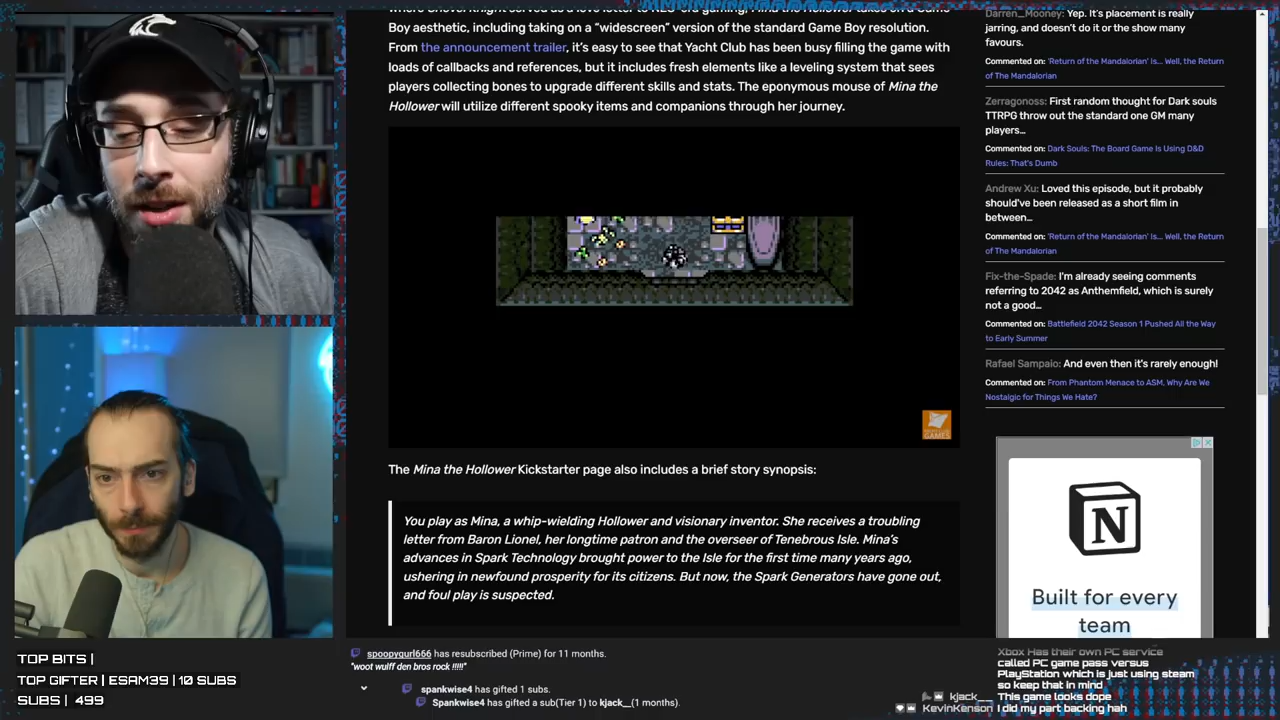 Boy aesthetic, including taking on a “widescreen” version of the standard Game Boy resolution.
From the announcement trailer, it’s easy to see that Yacht Club has been busy filling the game with
loads of callbacks and references, but it includes fresh elements like a leveling system that sees
players collecting bones to upgrade different skills and stats. The eponymous mouse of Mina the
Hollower will utilize different spooky items and companions through her journey.
GAMES
The Mina the Hollower Kickstarter page also includes a brief story synopsis:
You play as Mina, a whip-wielding Hollower and visionary inventor. She receives a troubling
letter from Baron Lionel, her longtime patron and the overseer of Tenebrous Isle. Mina’s
advances in Spark Technology brought power to the Isle for the first time many years ago,
ushering in newfound prosperity for its citizens. But now, the Spark Generators have gone out,
and foul play is suspected.
Darren_Mooney: Yep. It’s placement is really
jarring, and doesn’t do it or the show many
favours.
Commented on: ‘Return of the Mandalorian’ Is... Well, the Return
of The Mandalorian
Zerragonoss: First random thought for Dark souls
TTRPG throw out the standard one GM many
players…
Commented on: Dark Souls: The Board Game Is Using D&D
Rules: That's Dumb
Andrew Xu: Loved this episode, but it probably
should've been released as a short film in
between…
Commented on: ‘Return of the Mandalorian’ Is... Well, the Return
of The Mandalorian
Fix-the-Spade: I'm already seeing comments
referring to 2042 as Anthemfield, which is surely
not a good…
Commented on: Battlefield 2042 Season 1 Pushed All the Way
to Early Summer
Rafael Sampaio: And even then it's rarely enough!
Commented on: From Phantom Menace to ASM, Why Are We
Nostalgic for Things We Hate?
N
Built for every
team
TOP BITS |
TOP GIFTER | ESAM39 | 10 SUBS
SUBS | 499
spoopygurl666 has resubscribed (Prime) for 11 months.
"woot wulff den bros rock !!!!!"
spankwise4 has gifted 1 subs.
Spankwise4 has gifted a sub(Tier 1) to kjack__(1 months).
Xbox Has their own PC service
called PC game pass versus
PlayStation which is just using steam
so keep that in mind
kjack__ This game looks dope
KevinKenson I did my part backing hah